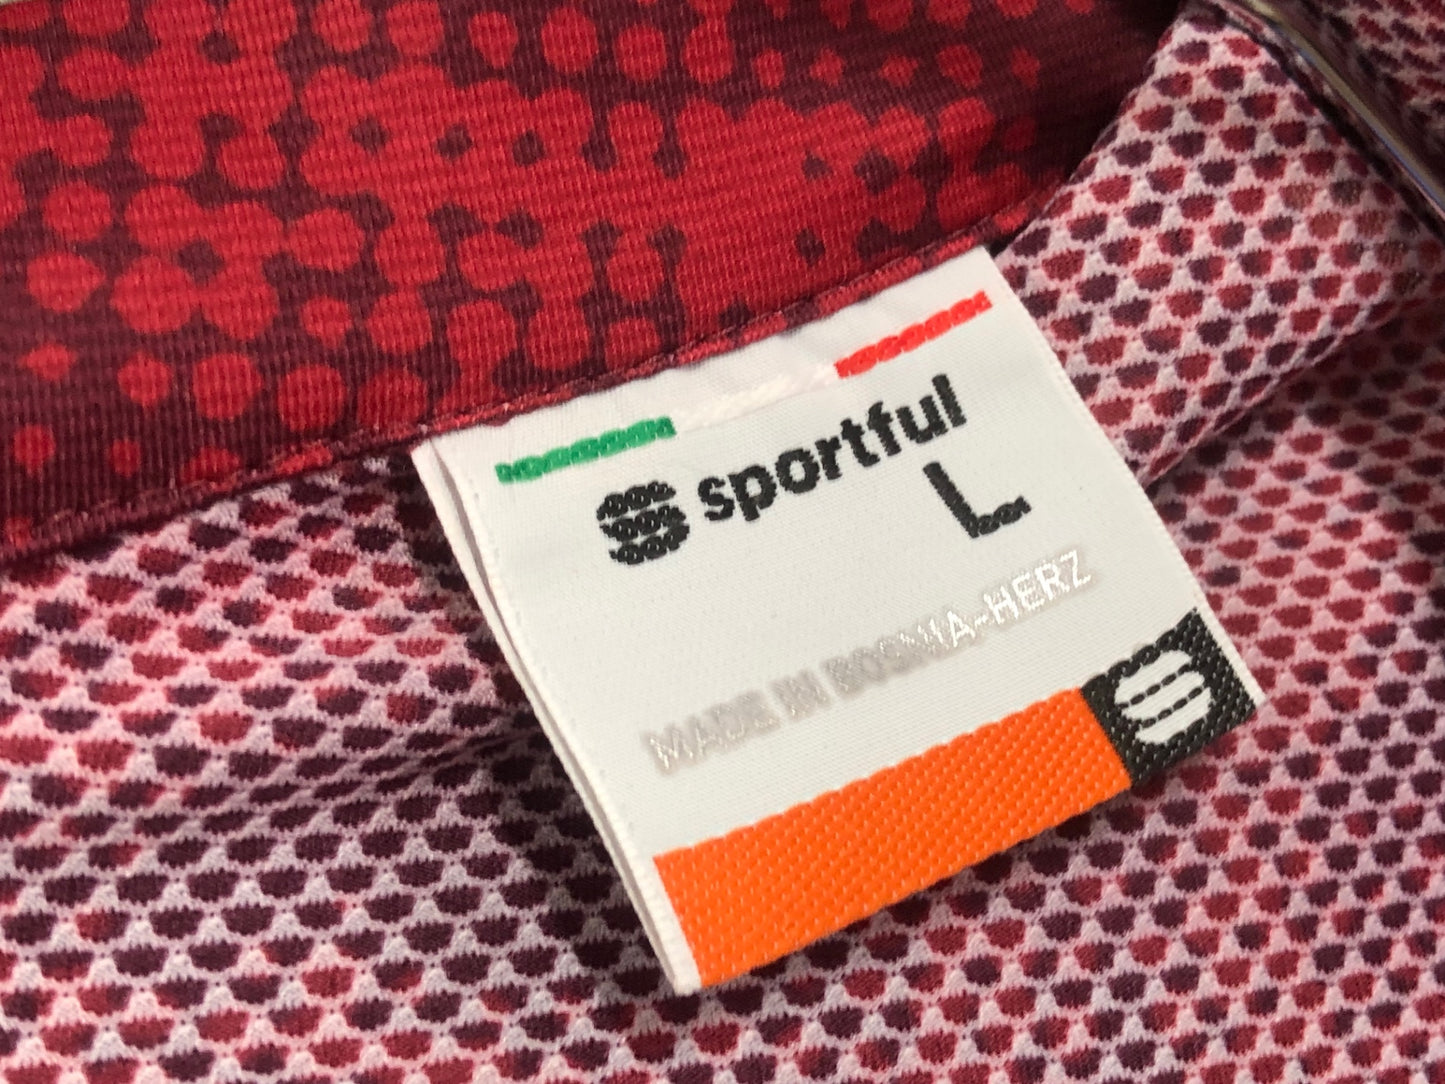 sportful
L
MADE IN BOSNIA-HERZ